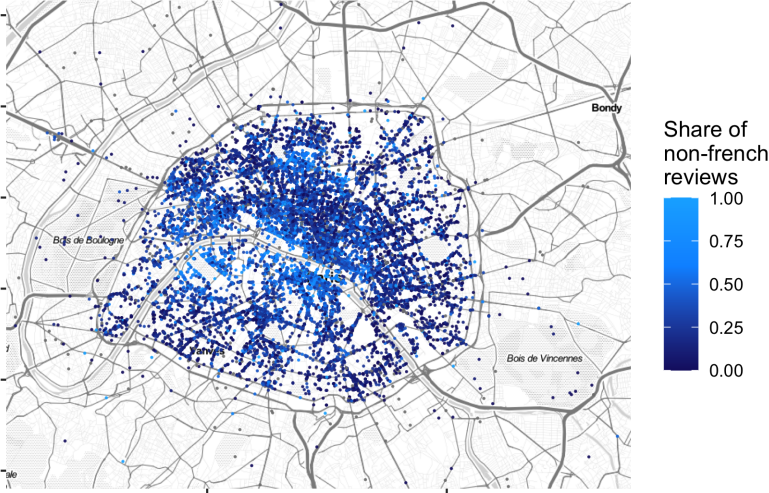 Bondy
Share of
non-french
reviews
1.00
0.75
0.50
0.25
0.00
Bois de Boulogne
Vanves
Bois de Vincennes